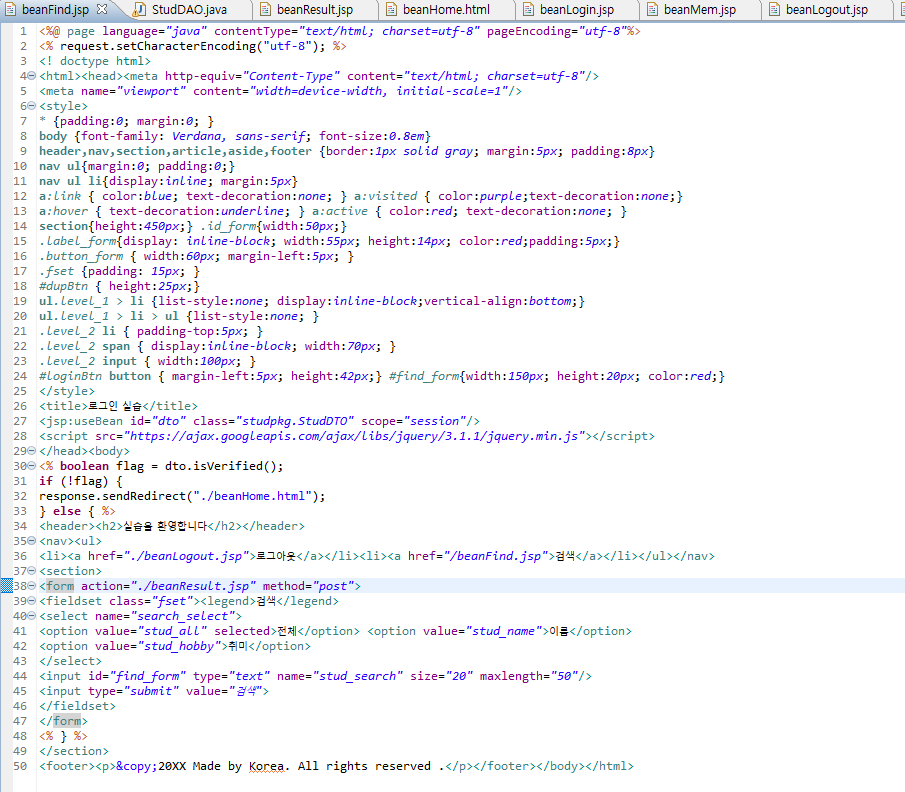 beanFind.jsp StudDAO.java beanResult.jsp beanHome.html beanLogin.jsp beanMem.jsp beanLogout.jsp
1 <%@ page language="java" contentType="text/html; charset=utf-8" pageEncoding="utf-8"%>
2 <% request.setCharacterEncoding("utf-8"); %>
3 <! doctype html>
4 <html><head><meta http-equiv="Content-Type" content="text/html; charset=utf-8"/>
5 <meta name="viewport" content="width=device-width, initial-scale=1"/>
6 <style>
7 * {padding:0; margin:0; }
8 body {font-family: Verdana, sans-serif; font-size:0.8em}
9 header,nav,section,article,aside,footer {border:1px solid gray; margin:5px; padding:8px}
10 nav ul{margin:0; padding:0;}
11 nav ul li{display:inline; margin:5px}
12 a:link { color:blue; text-decoration:none; } a:visited { color:purple;text-decoration:none;}
13 a:hover { text-decoration:underline; } a:active { color:red; text-decoration:none; }
14 section{height:450px;} .id_form{width:50px;}
15 .label_form{display: inline-block; width:55px; height:14px; color:red;padding:5px;}
16 .button_form { width:60px; margin-left:5px; }
17 .fset {padding: 15px; }
18 #dupBtn { height:25px;}
19 ul.level_1 > li {list-style:none; display:inline-block;vertical-align:bottom;}
20 ul.level_1 > li > ul {list-style:none; }
21 .level_2 li { padding-top:5px; }
22 .level_2 span { display:inline-block; width:70px; }
23 .level_2 input { width:100px; }
24 #loginBtn button { margin-left:5px; height:42px;} #find_form{width:150px; height:20px; color:red;}
25 </style>
26 <title>로그인 실습</title>
27 <jsp:useBean id="dto" class="studpkg.StudDTO" scope="session"/>
28 <script src="https://ajax.googleapis.com/ajax/libs/jquery/3.1.1/jquery.min.js"></script>
29 </head><body>
30 <% boolean flag = dto.isVerified();
31 if (!flag) {
32 response.sendRedirect("./beanHome.html");
33 } else { %>
34 <header><h2>실습을 환영합니다</h2></header>
35 <nav><ul>
36 <li><a href="./beanLogout.jsp">로그아웃</a></li><li><a href="/beanFind.jsp">검색</a></li></ul></nav>
37 <section>
38 <form action="./beanResult.jsp" method="post">
39 <fieldset class="fset"><legend>검색</legend>
40 <select name="search_select">
41 <option value="stud_all" selected>전체</option> <option value="stud_name">이름</option>
42 <option value="stud_hobby">취미</option>
43 </select>
44 <input id="find_form" type="text" name="stud_search" size="20" maxlength="50"/>
45 <input type="submit" value="검색">
46 </fieldset>
47 </form>
48 <% } %>
49 </section>
50 <footer><p>&copy;20XX Made by Korea. All rights reserved .</p></footer></body></html>